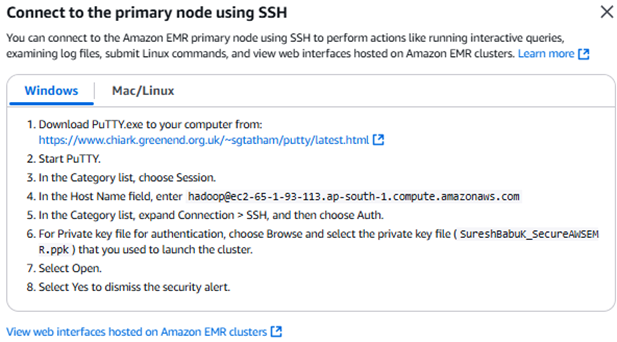 Connect to the primary node using SSH
You can connect to the Amazon EMR primary node using SSH to perform actions like running interactive queries,
examining log files, submit Linux commands, and view web interfaces hosted on Amazon EMR clusters. Learn more
Windows
Mac/Linux
1. Download PuTTY.exe to your computer from:
https://www.chiark.greenend.org.uk/~sgtatham/putty/latest.html
2. Start PuTTY.
3. In the Category list, choose Session.
4. In the Host Name field, enter hadoop@ec2-65-1-93-113.ap-south-1.compute.amazonaws.com
5. In the Category list, expand Connection > SSH, and then choose Auth.
6. For Private key file for authentication, choose Browse and select the private key file ( SureshBabuK_SecureAWSEM
R.ppk ) that you used to launch the cluster.
7. Select Open.
8. Select Yes to dismiss the security alert.
View web interfaces hosted on Amazon EMR clusters